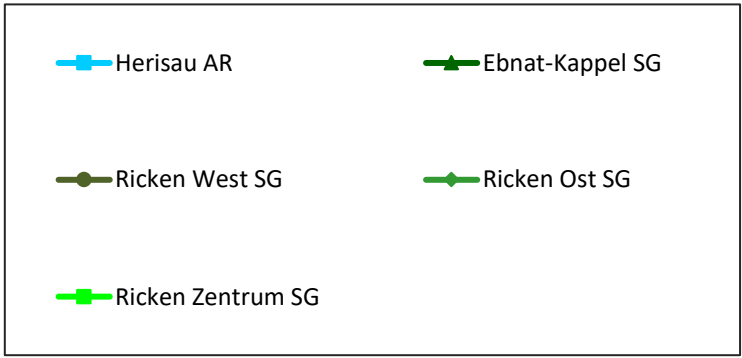 Herisau AR
Ebnat-Kappel SG
Ricken West SG
Ricken Ost SG
Ricken Zentrum SG